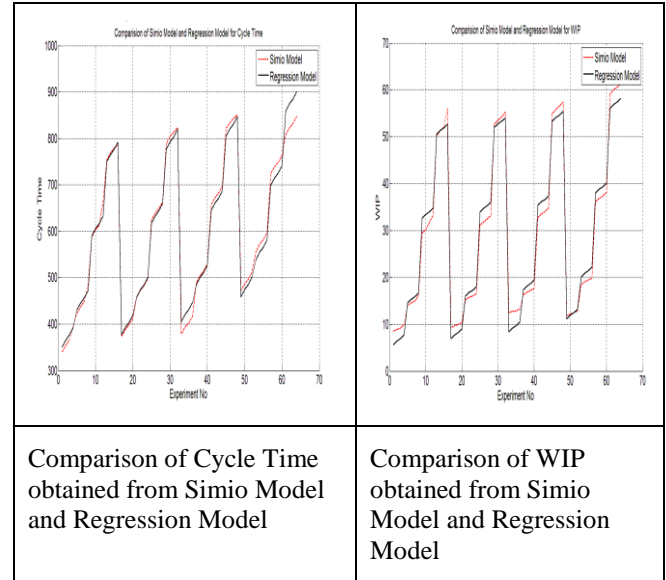 Comparision of Simio Model and Regression Model for Cycle Time
1000
900
800
700
600
500
400
300
0
10
20
30
40
50
60
70
Cycle Time
Experiment No
Simio Model
Regression Model
Comparision of Simio Model and Regression Model for WIP
70
60
50
40
30
20
10
0
0
10
20
30
40
50
60
70
WIP
Experiment No
Simio Model
Regression Model
Comparison of Cycle Time
obtained from Simio Model
and Regression Model
Comparison of WIP
obtained from Simio
Model and Regression
Model